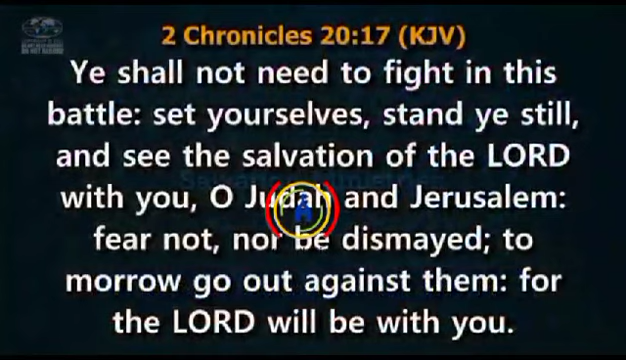 2 Chronicles 20:17 (KJV)
Ye shall not need to fight in this
battle: set yourselves, stand ye still,
and see the salvation of the LORD
with you, O Judah and Jerusalem:
fear not, nor be dismayed; to
morrow go out against them: for
the LORD will be with you.